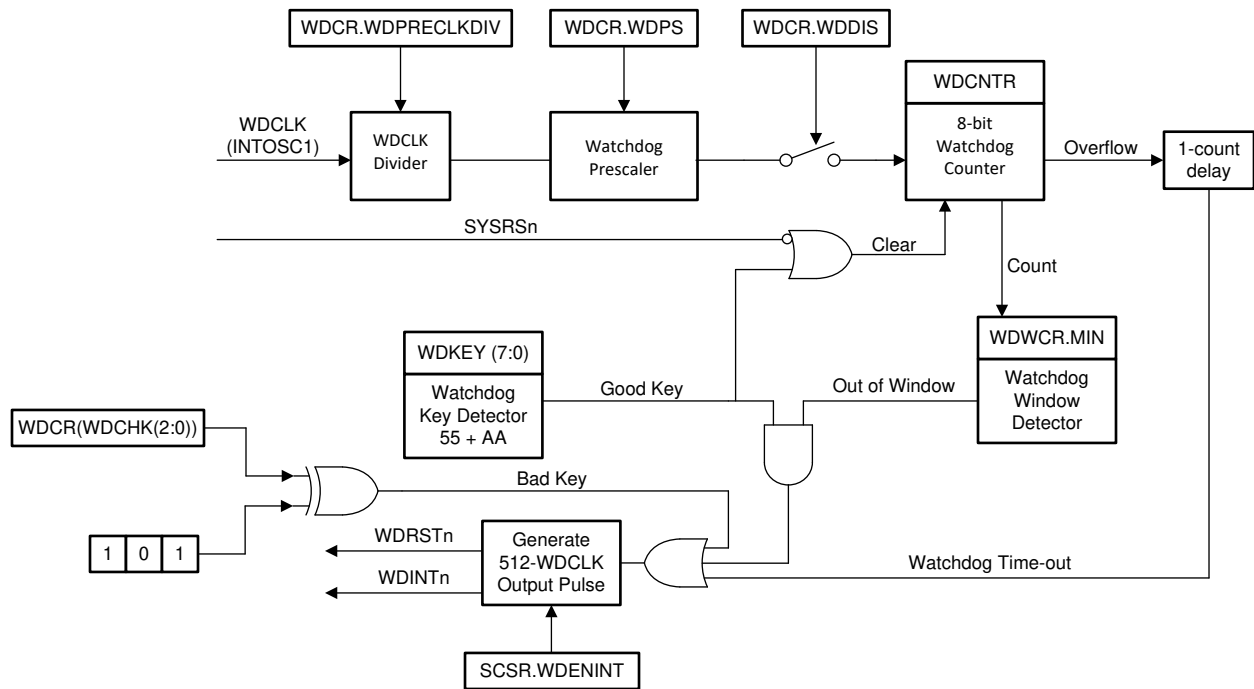 WDCR.WDPRECLKDIV
WDCR.WDPS
WDCR.WDDIS
WDCNTR
WDCLK
(INTOSC1)
WDCLK
Divider
Watchdog
Prescaler
8-bit
Watchdog
Counter
Overflow
1-count
delay
SYSRSn
Clear
Count
WDKEY (7:0)
Watchdog
Key Detector
55 + AA
Good Key
Out of Window
WDWCR.MIN
Watchdog
Window
Detector
WDCR(WDCHK(2:0))
Bad Key
1 0 1
WDRSTn
WDINTn
Generate
512-WDCLK
Output Pulse
Watchdog Time-out
SCSR.WDENINT